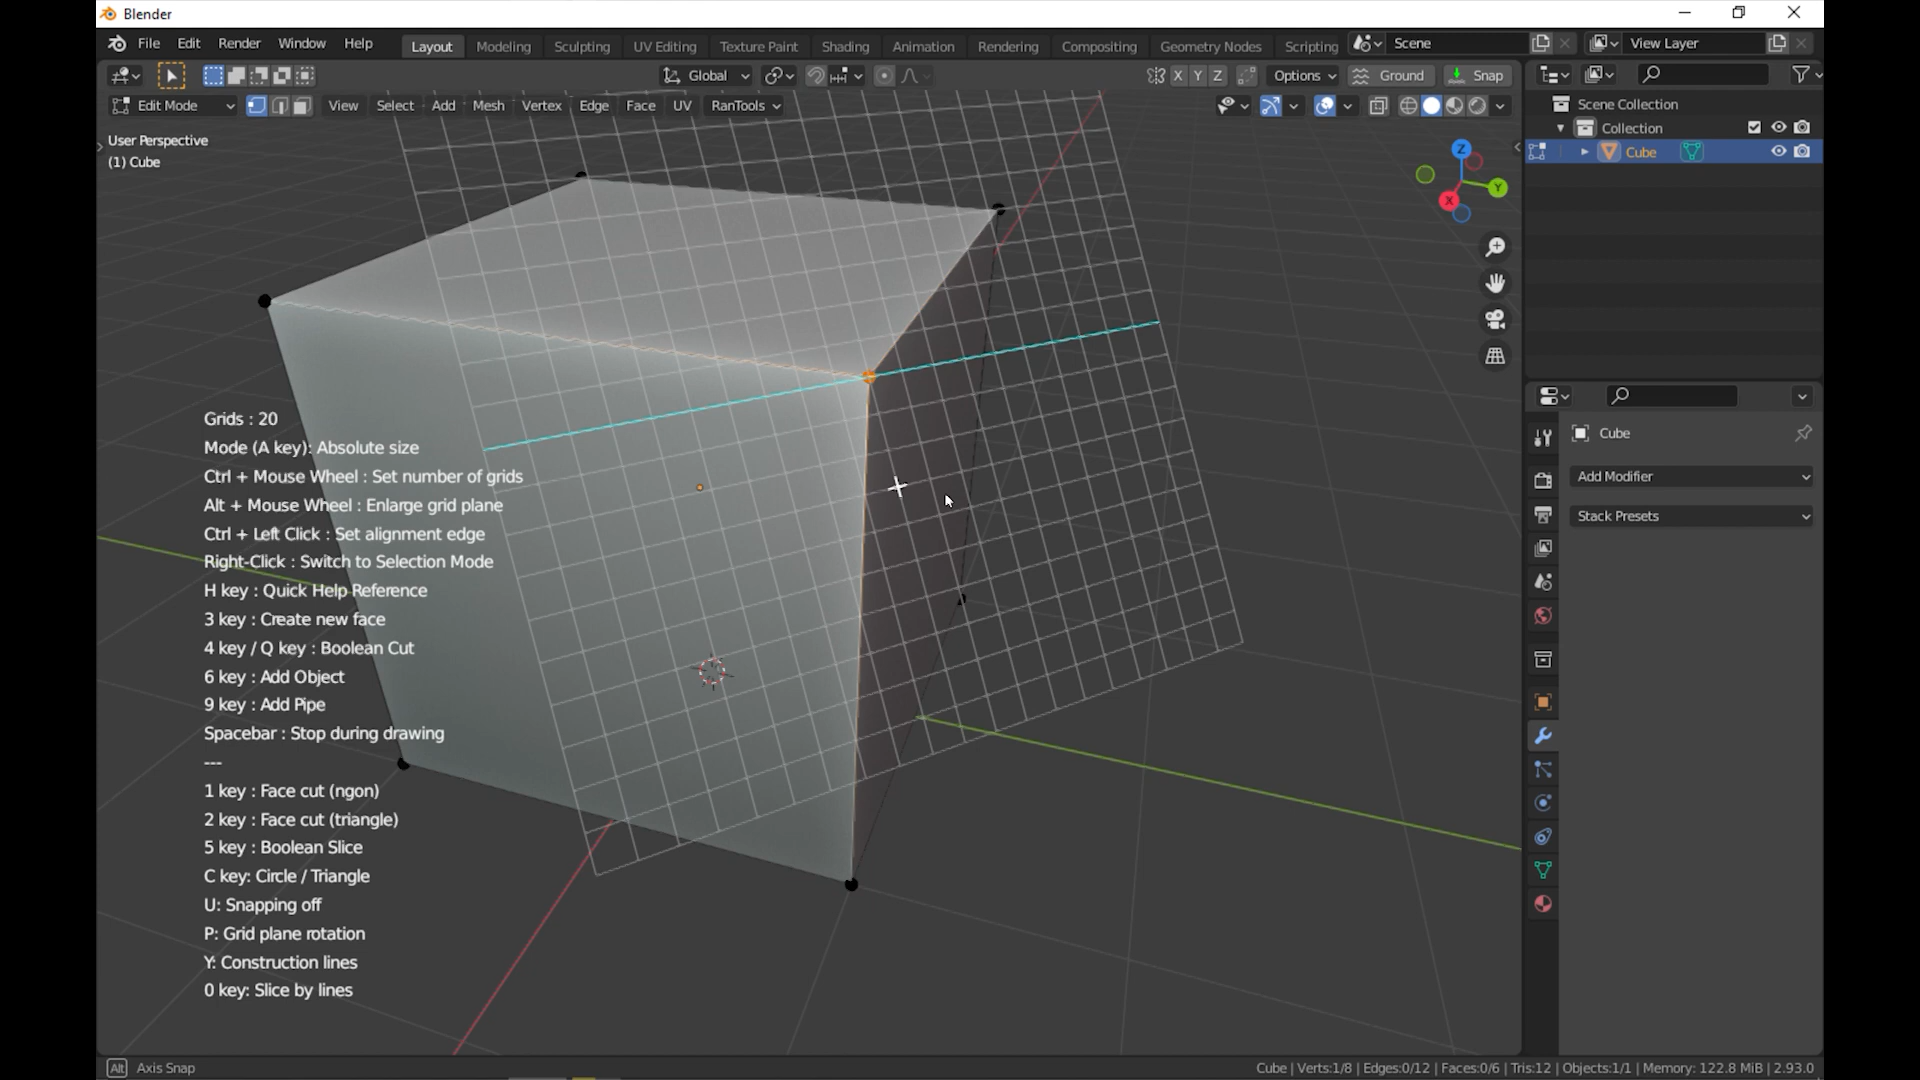 Blender
File Edit Render Window Help
Layout Modeling Sculpting UV Editing Texture Paint Shading Animation Rendering Compositing Geometry Nodes Scripting
Scene
View Layer
Global
X Y Z
Options
Ground
Snap
Edit Mode
View Select Add Mesh Vertex Edge Face UV RanTools
User Perspective
(1) Cube
Z
Y
X
Scene Collection
Collection
Cube
Grids : 20
Mode (A key): Absolute size
Ctrl + Mouse Wheel : Set number of grids
Alt + Mouse Wheel : Enlarge grid plane
Ctrl + Left Click : Set alignment edge
Right-Click : Switch to Selection Mode
H key : Quick Help Reference
3 key : Create new face
4 key / Q key : Boolean Cut
6 key : Add Object
9 key : Add Pipe
Spacebar : Stop during drawing
---
1 key : Face cut (ngon)
2 key : Face cut (triangle)
5 key : Boolean Slice
C key: Circle / Triangle
U: Snapping off
P: Grid plane rotation
Y: Construction lines
0 key: Slice by lines
Cube
Add Modifier
Stack Presets
Alt Axis Snap
Cube | Verts:1/8 | Edges:0/12 | Faces:0/6 | Tris:12 | Objects:1/1 | Memory: 122.8 MiB | 2.93.0